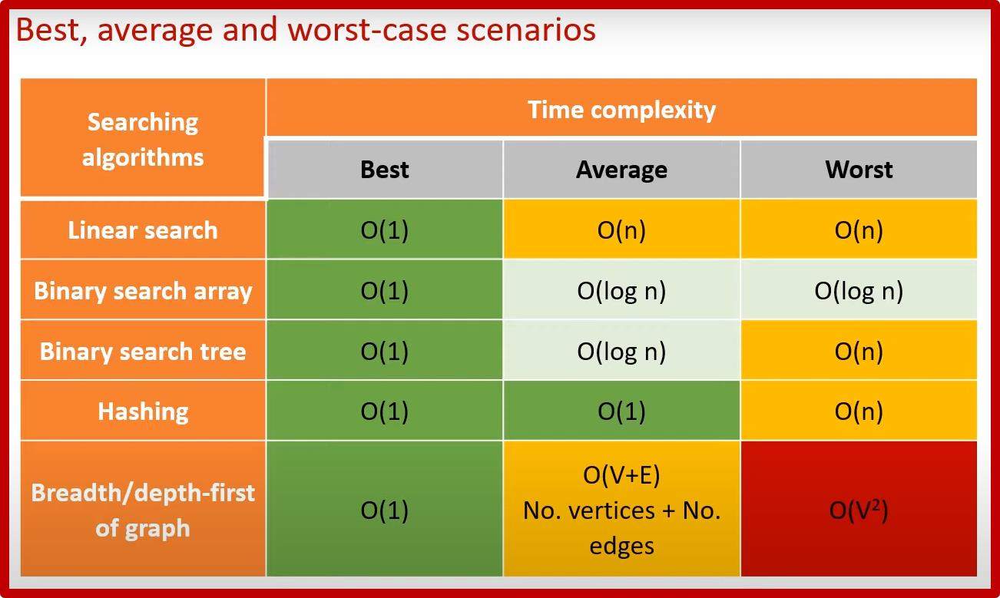 Best, average and worst-case scenarios
Searching
algorithms
Time complexity
Best
Average
Worst
Linear search
O(1)
O(n)
O(n)
Binary search array
O(1)
O(log n)
O(log n)
Binary search tree
O(1)
O(log n)
O(n)
Hashing
O(1)
O(1)
O(n)
Breadth/depth-first
of graph
O(1)
O(V+E)
No. vertices + No.
edges
O(V²)